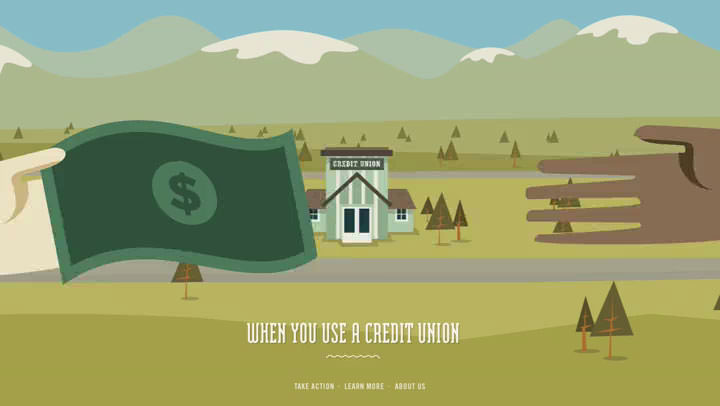 $
CREDIT UNION
WHEN YOU USE A CREDIT UNION
TAKE ACTION - LEARN MORE - ABOUT US